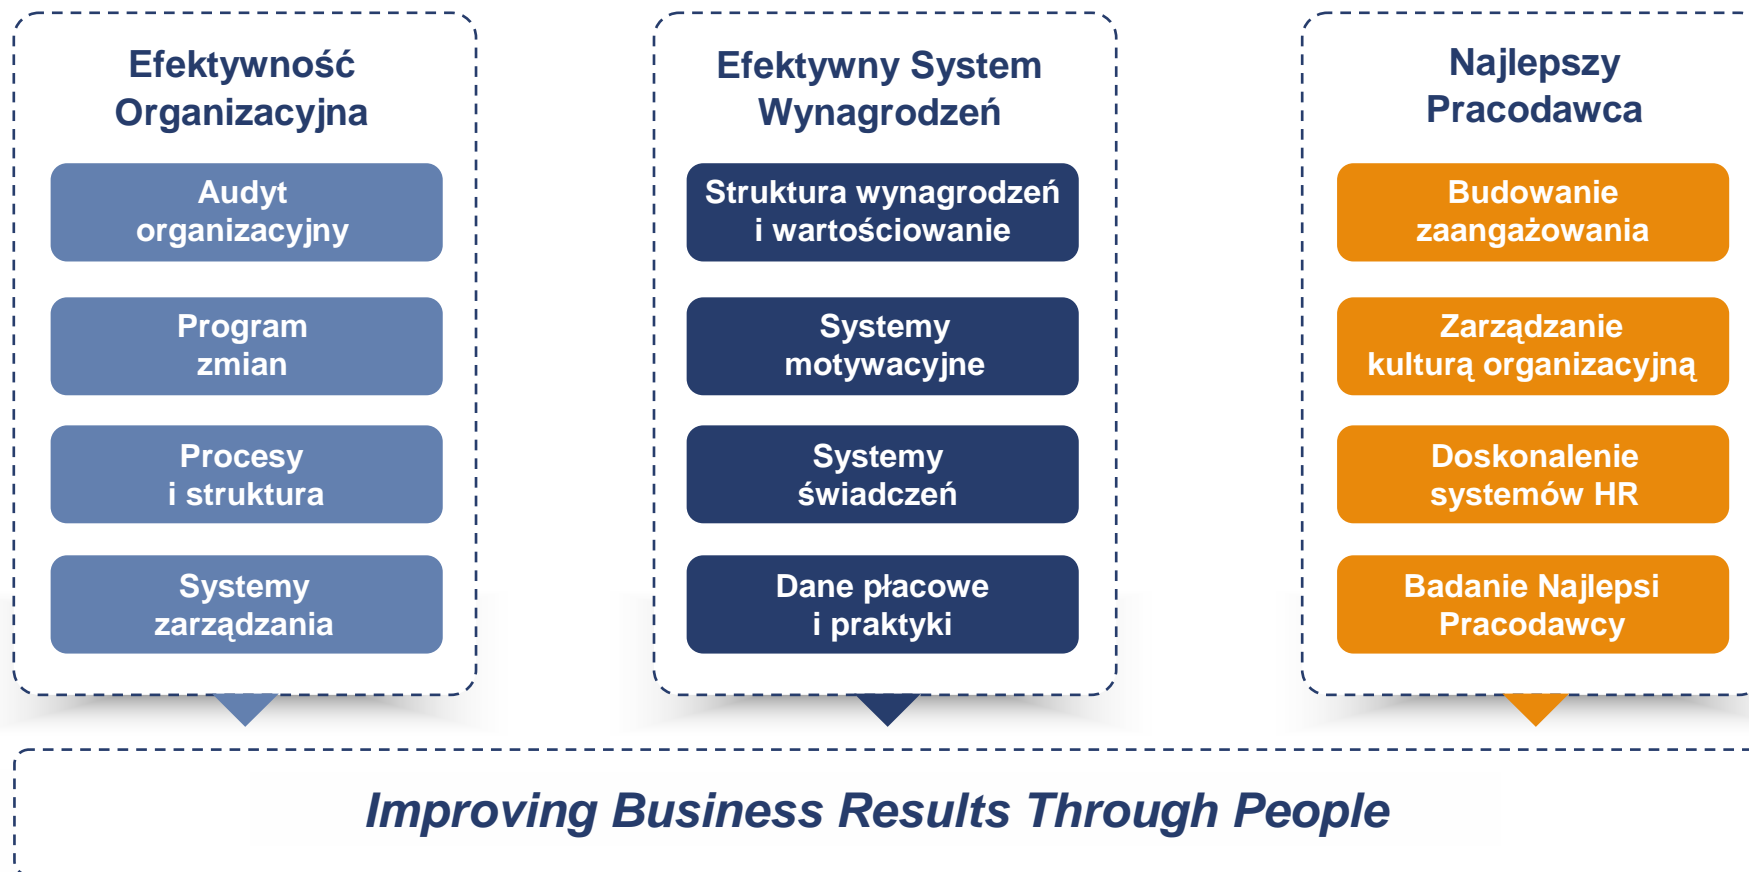 Efektywność
Organizacyjna
Audyt
organizacyjny
Program
zmian
Procesy
i struktura
Systemy
zarządzania
Efektywny System
Wynagrodzeń
Struktura wynagrodzeń
i wartościowanie
Systemy
motywacyjne
Systemy
świadczeń
Dane płacowe
i praktyki
Najlepszy
Pracodawca
Budowanie
zaangażowania
Zarządzanie
kulturą organizacyjną
Doskonalenie
systemów HR
Badanie Najlepsi
Pracodawcy
Improving Business Results Through People